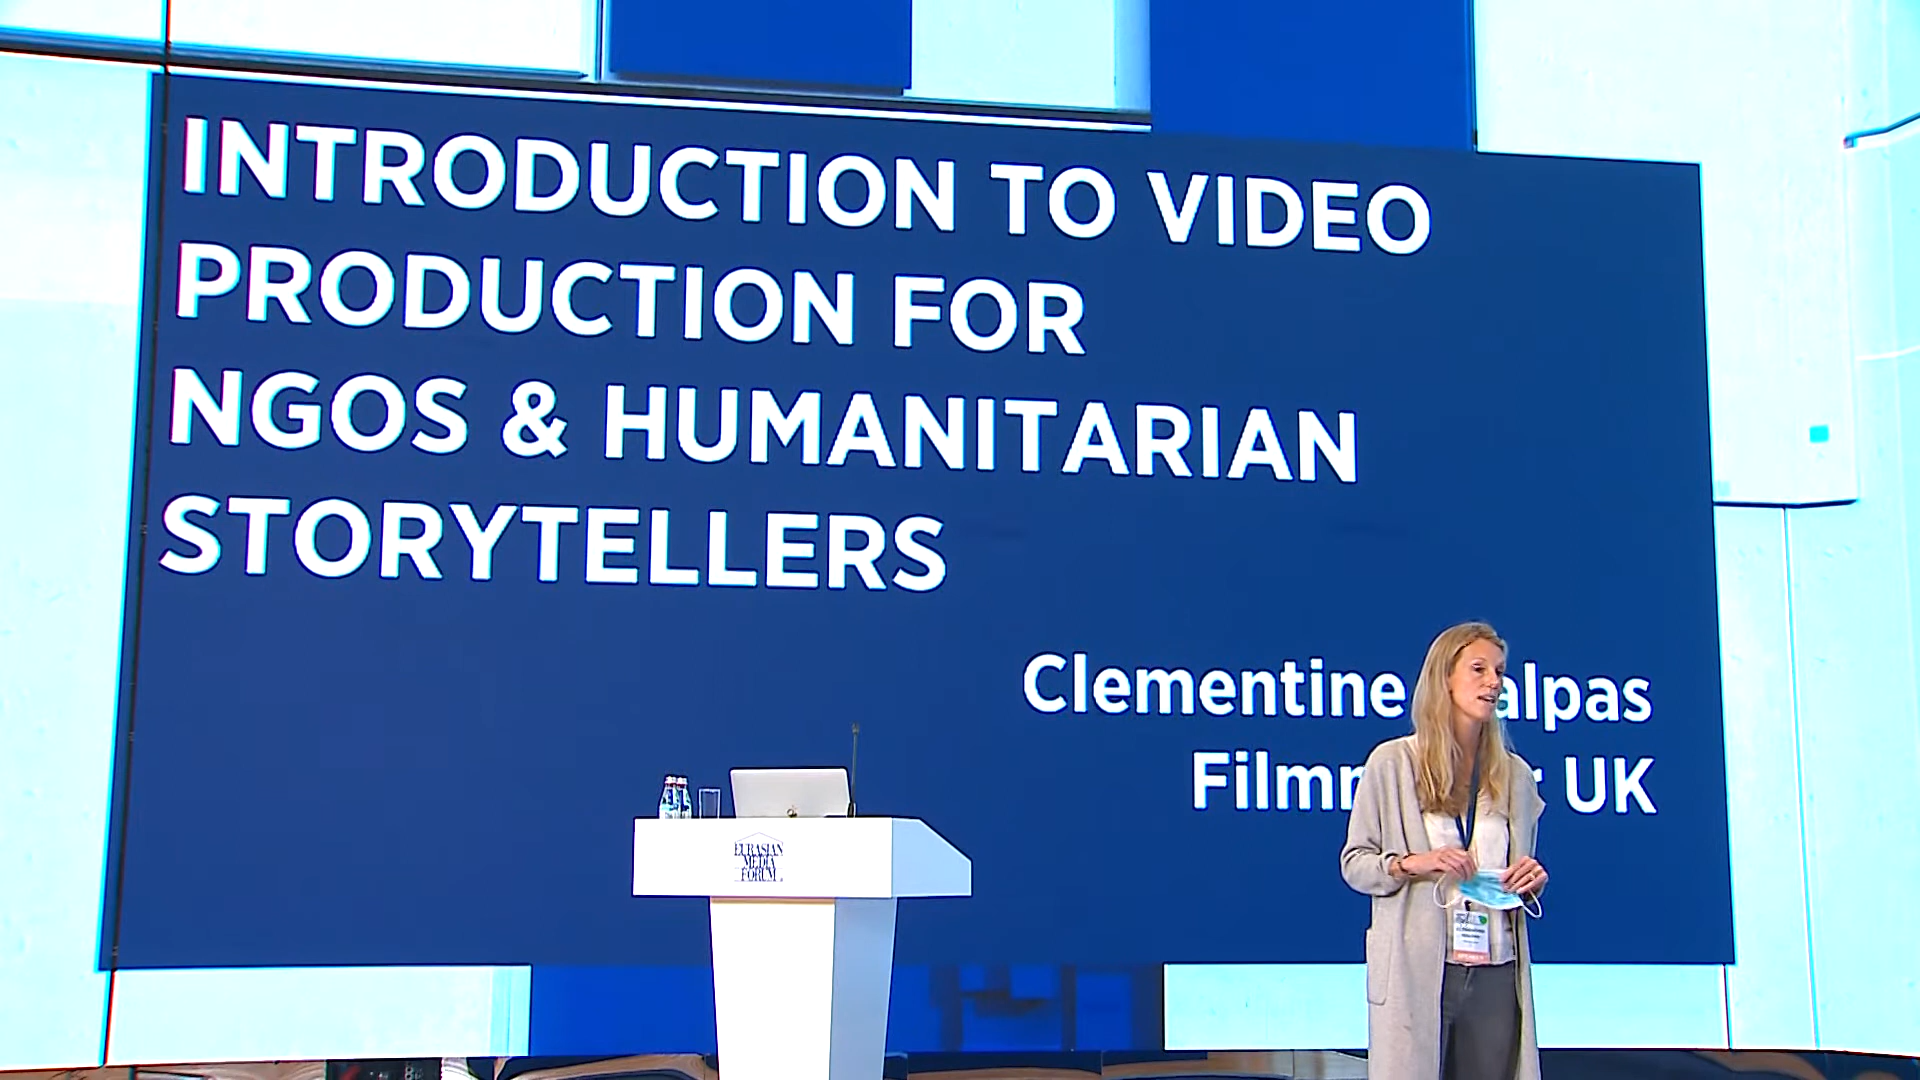 INTRODUCTION TO VIDEO
PRODUCTION FOR
NGOS & HUMANITARIAN
STORYTELLERS
Clementine alpas
Film UK
EURASIAN
MEDIA
FORUM